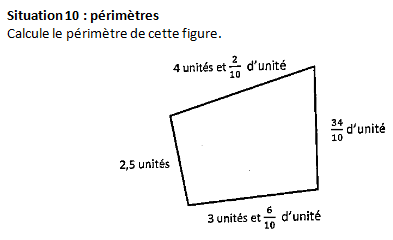 Situation 10 : périmètres
Calcule le périmètre de cette figure.
4 unités et 2/10 d'unité
34/10 d'unité
2,5 unités
3 unités et 6/10 d'unité